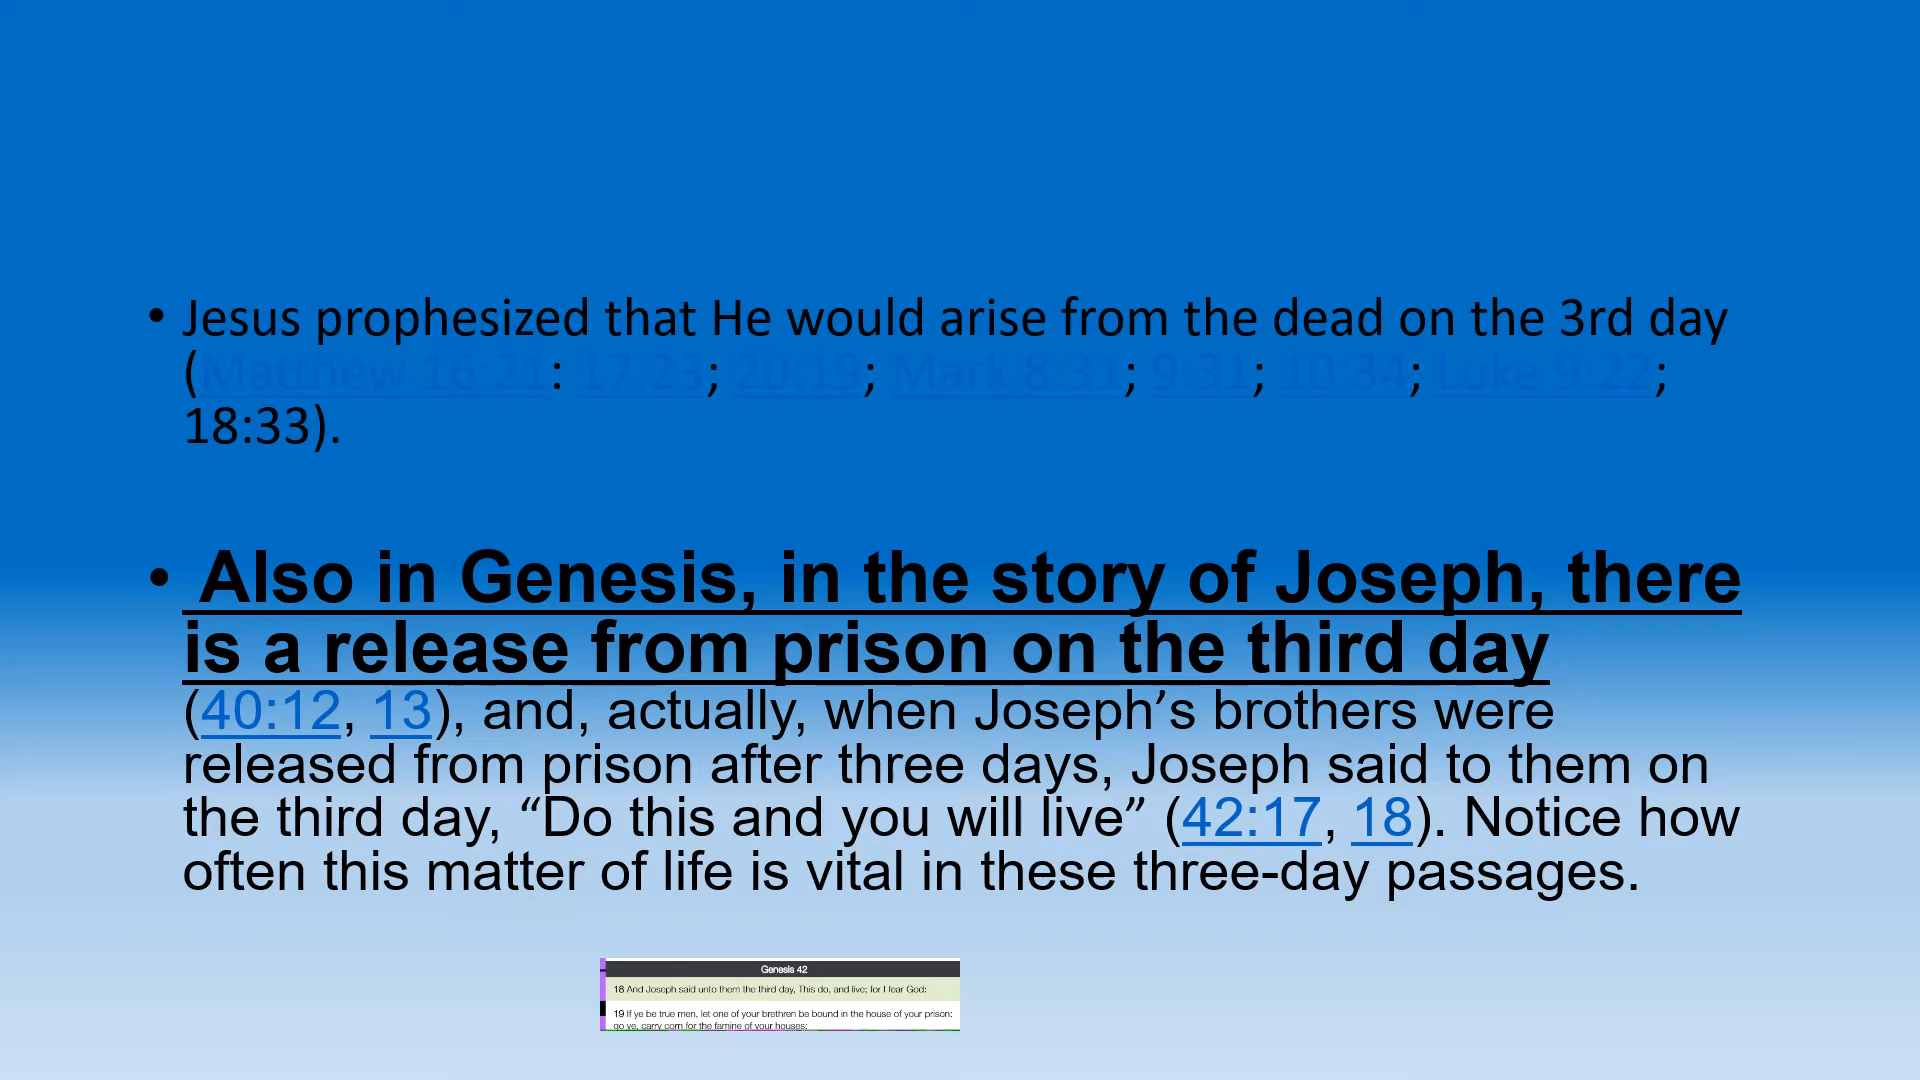 • Jesus prophesized that He would arise from the dead on the 3rd day
(Matthew 16:21: 17:23; 20:19; Mark 8:31; 9:31; 10:34; Luke 9:22;
18:33).
• Also in Genesis, in the story of Joseph, there
is a release from prison on the third day
(40:12, 13), and, actually, when Joseph’s brothers were
released from prison after three days, Joseph said to them on
the third day, “Do this and you will live” (42:17, 18). Notice how
often this matter of life is vital in these three-day passages.
Genesis 42
18 And Joseph said unto them the third day, This do, and live; for I fear God:
19 If ye be true men, let one of your brethren be bound in the house of your prison:
go ye, carry corn for the famine of your houses: